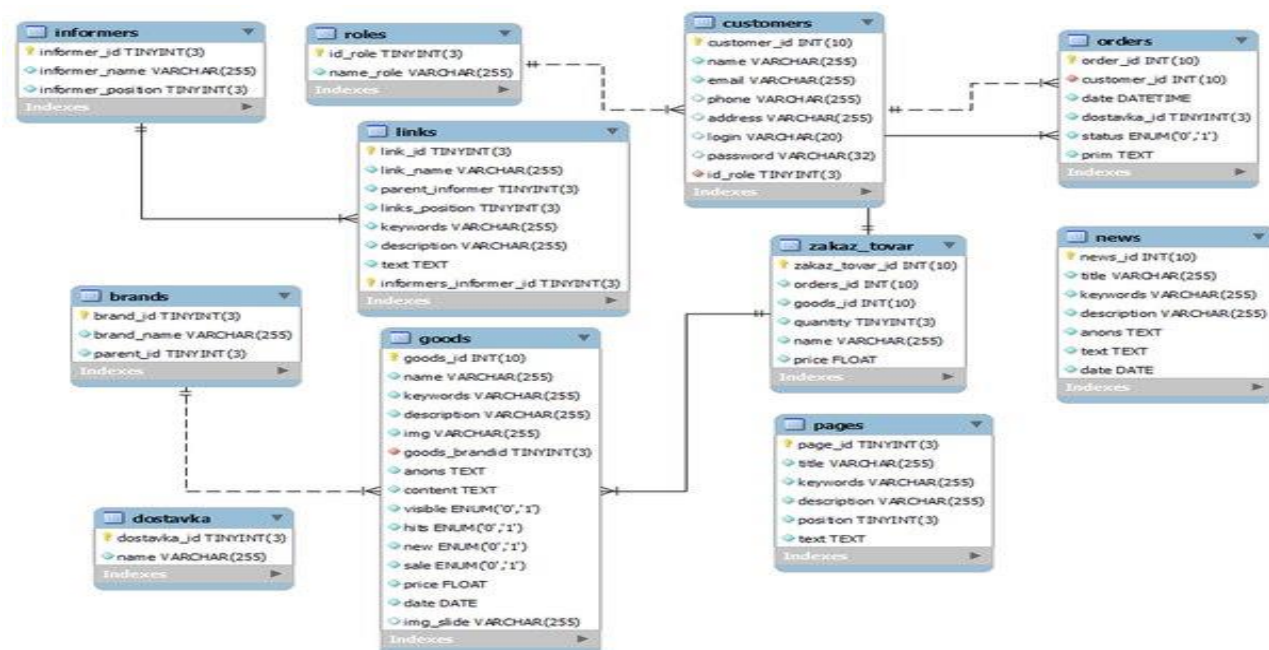 informers
informer_id TINYINT(3)
informer_name VARCHAR(255)
informer_position TINYINT(3)
Indexes
roles
id_role TINYINT(3)
name_role VARCHAR(255)
Indexes
customers
customer_id INT(10)
name VARCHAR(255)
email VARCHAR(255)
phone VARCHAR(255)
address VARCHAR(255)
login VARCHAR(20)
password VARCHAR(32)
id_role TINYINT(3)
Indexes
orders
order_id INT(10)
customer_id INT(10)
date DATETIME
dostavka_id TINYINT(3)
status ENUM('0','1')
prim TEXT
Indexes
links
link_id TINYINT(3)
link_name VARCHAR(255)
parent_informer TINYINT(3)
links_position TINYINT(3)
keywords VARCHAR(255)
description VARCHAR(255)
text TEXT
informers_informer_id TINYINT(3)
Indexes
zakaz_tovar
zakaz_tovar_id INT(10)
orders_id INT(10)
goods_id INT(10)
quantity TINYINT(3)
name VARCHAR(255)
price FLOAT
Indexes
news
news_id INT(10)
title VARCHAR(255)
keywords VARCHAR(255)
description VARCHAR(255)
anons TEXT
text TEXT
date DATE
Indexes
brands
brand_id TINYINT(3)
brand_name VARCHAR(255)
parent_id TINYINT(3)
Indexes
goods
goods_id INT(10)
name VARCHAR(255)
keywords VARCHAR(255)
description VARCHAR(255)
img VARCHAR(255)
goods_brandid TINYINT(3)
anons TEXT
content TEXT
visible ENUM('0','1')
hits ENUM('0','1')
new ENUM('0','1')
sale ENUM('0','1')
price FLOAT
date DATE
img_slide VARCHAR(255)
Indexes
pages
page_id TINYINT(3)
title VARCHAR(255)
keywords VARCHAR(255)
description VARCHAR(255)
position TINYINT(3)
text TEXT
Indexes
dostavka
dostavka_id TINYINT(3)
name VARCHAR(255)
Indexes